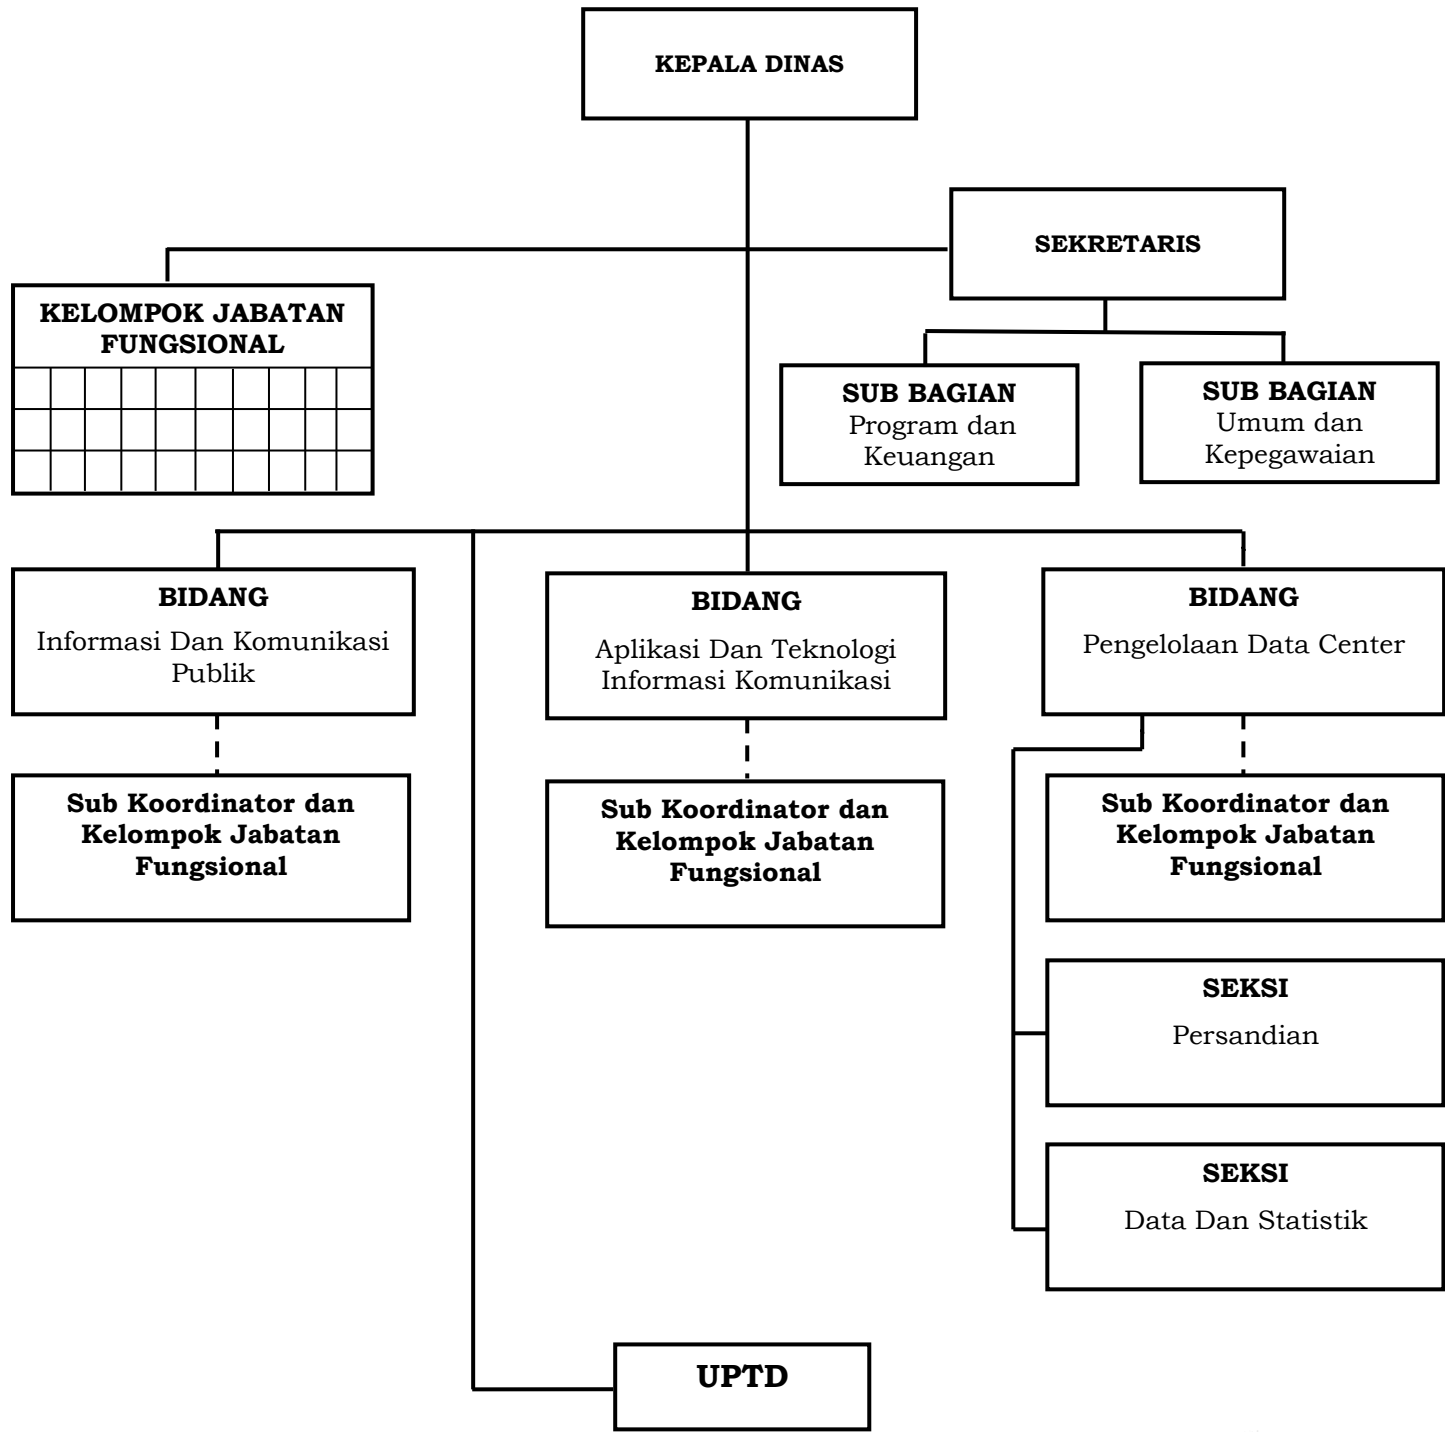 KEPALA DINAS
SEKRETARIS
KELOMPOK JABATAN
FUNGSIONAL
SUB BAGIAN
Program dan
Keuangan
SUB BAGIAN
Umum dan
Kepegawaian
BIDANG
Informasi Dan Komunikasi
Publik
BIDANG
Aplikasi Dan Teknologi
Informasi Komunikasi
BIDANG
Pengelolaan Data Center
Sub Koordinator dan
Kelompok Jabatan
Fungsional
Sub Koordinator dan
Kelompok Jabatan
Fungsional
Sub Koordinator dan
Kelompok Jabatan
Fungsional
SEKSI
Persandian
SEKSI
Data Dan Statistik
UPTD